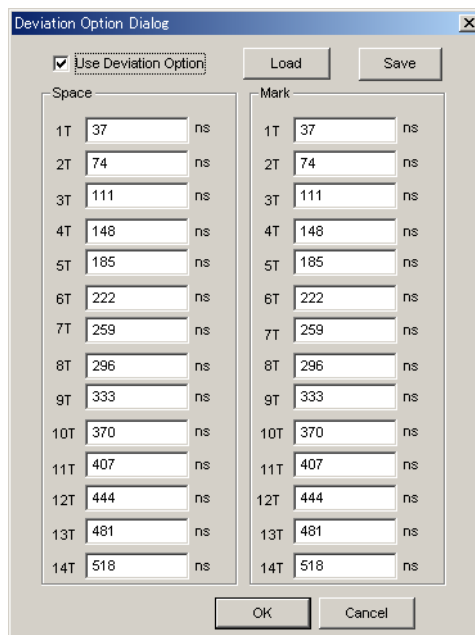 Deviation Option Dialog
Use Deviation Option Load Save
Space Mark
1T 37 ns 1T 37 ns
2T 74 ns 2T 74 ns
3T 111 ns 3T 111 ns
4T 148 ns 4T 148 ns
5T 185 ns 5T 185 ns
6T 222 ns 6T 222 ns
7T 259 ns 7T 259 ns
8T 296 ns 8T 296 ns
9T 333 ns 9T 333 ns
10T 370 ns 10T 370 ns
11T 407 ns 11T 407 ns
12T 444 ns 12T 444 ns
13T 481 ns 13T 481 ns
14T 518 ns 14T 518 ns
OK Cancel